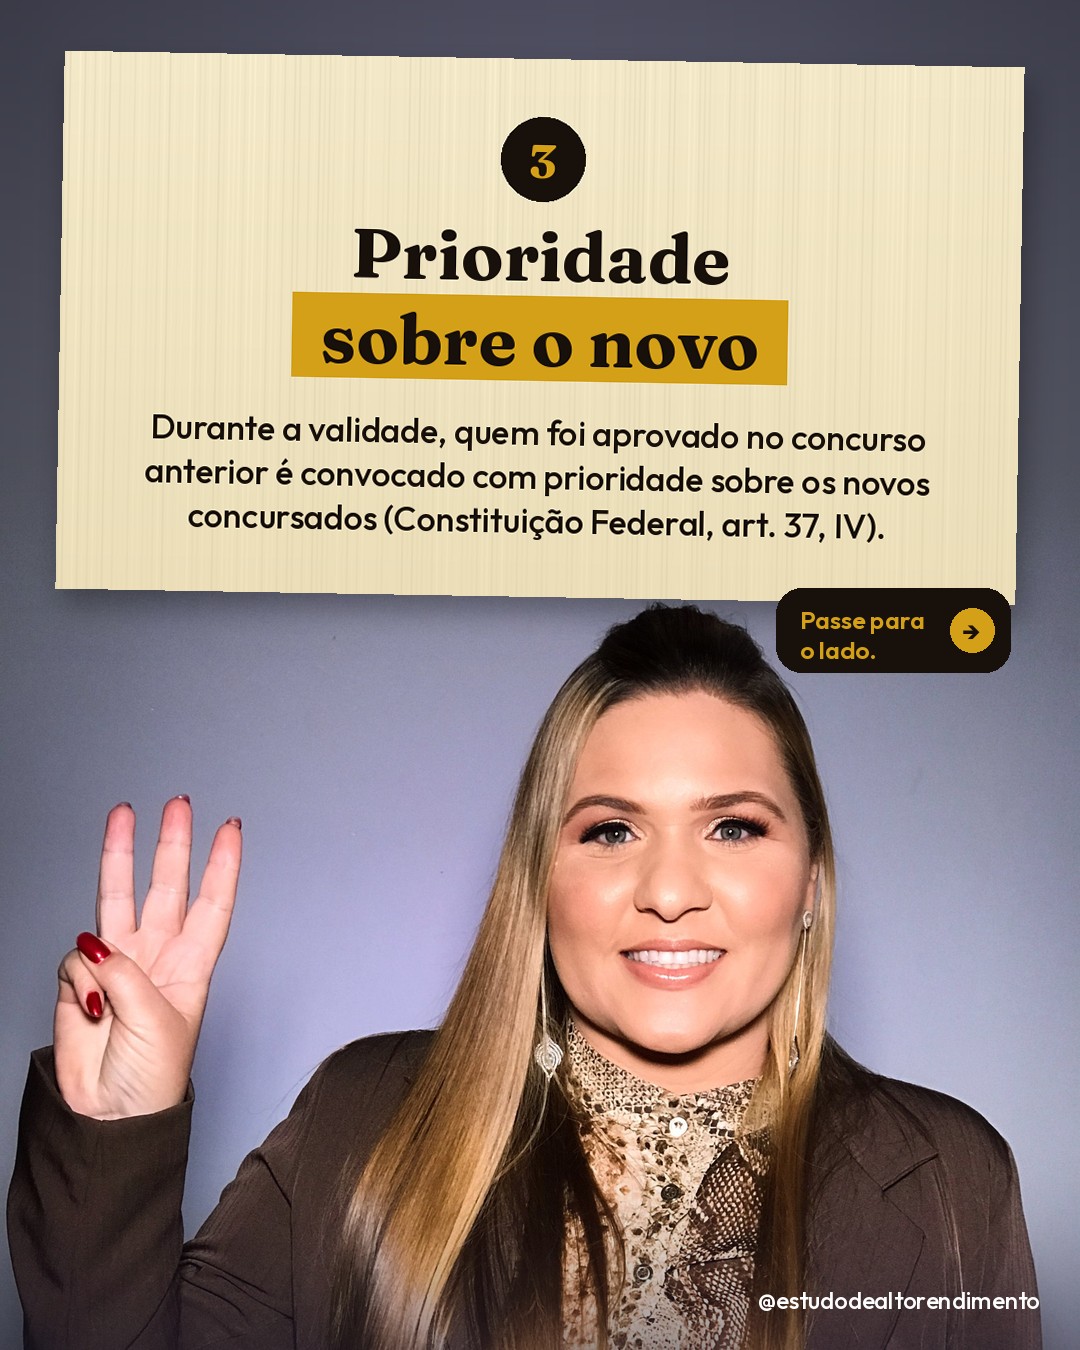 3
Prioridade
sobre o novo
Durante a validade, quem foi aprovado no concurso
anterior é convocado com prioridade sobre os novos
concursados (Constituição Federal, art. 37, IV).
Passe para
o lado.
@estudodealtorendimento